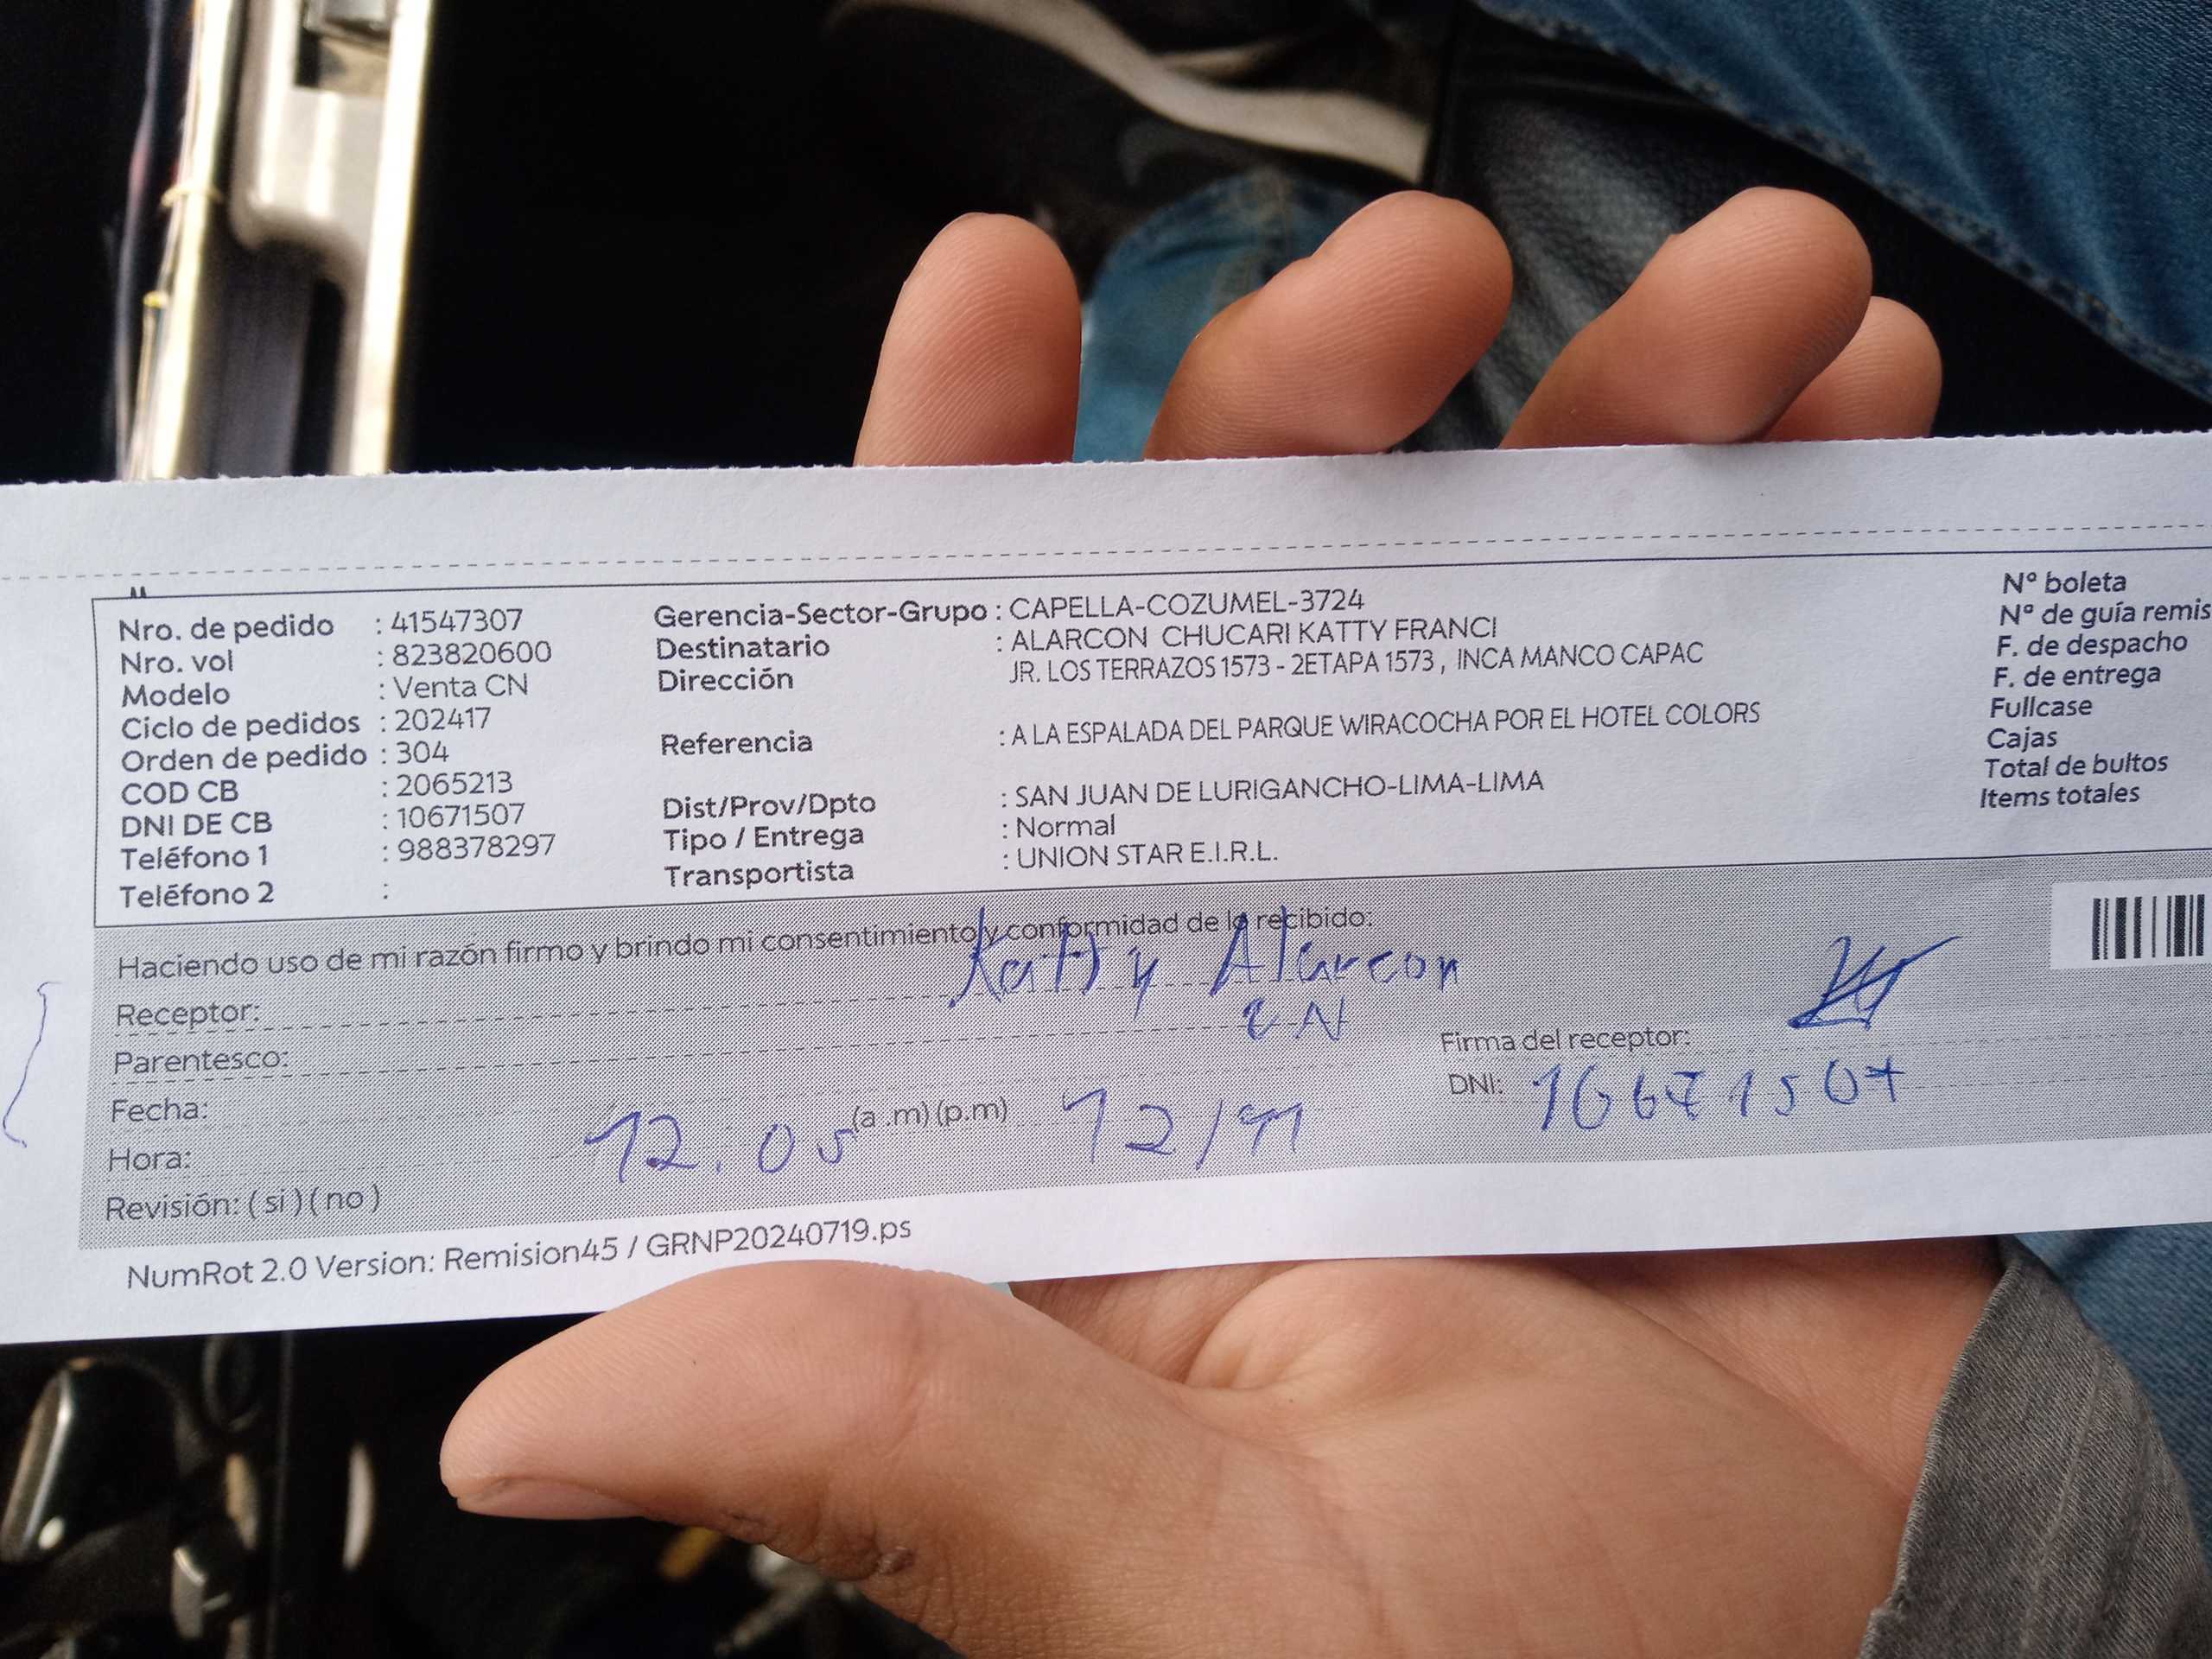 Nro. de pedido : 41547307
Nro. vol : 823820600
Modelo : Venta CN
Ciclo de pedidos : 202417
Orden de pedido : 304
COD CB : 2065213
DNI DE CB : 10671507
Teléfono 1 : 988378297
Teléfono 2 :
Gerencia-Sector-Grupo : CAPELLA-COZUMEL-3724
Destinatario : ALARCON CHUCARI KATTY FRANCI
Dirección JR. LOS TERRAZOS 1573 - 2ETAPA 1573 , INCA MANCO CAPAC
Referencia : A LA ESPALADA DEL PARQUE WIRACOCHA POR EL HOTEL COLORS
Dist/Prov/Dpto : SAN JUAN DE LURIGANCHO-LIMA-LIMA
Tipo / Entrega : Normal
Transportista : UNION STAR E.I.R.L.
N° boleta
N° de guía remis
F. de despacho
F. de entrega
Fullcase
Cajas
Total de bultos
Items totales
Haciendo uso de mi razón firmo y brindo mi consentimiento y conformidad de lo recibido:
Receptor: Katty Alarcon
Parentesco: CN
Firma del receptor:
Fecha:
DNI: 10671507
Hora: 12.05 (a .m) (p.m) 12/11
Revisión: ( si ) ( no )
NumRot 2.0 Version: Remision45 / GRNP20240719.ps